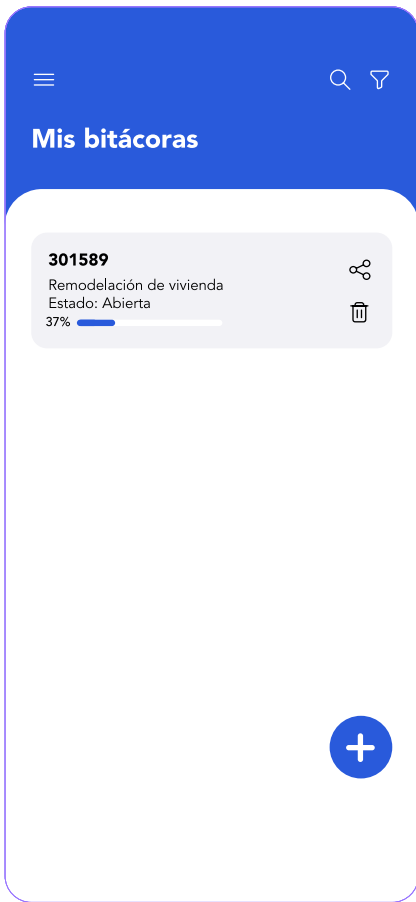 Mis bitácoras
301589
Remodelación de vivienda
Estado: Abierta
37%